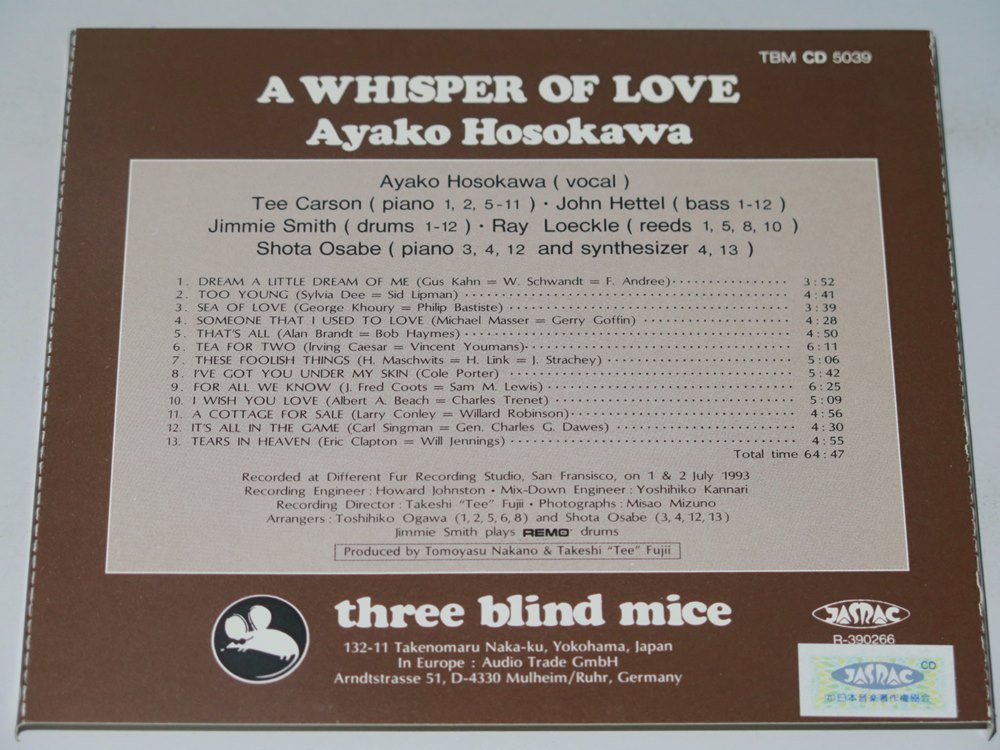 TBM CD 5039
A WHISPER OF LOVE
Ayako Hosokawa
Ayako Hosokawa ( vocal )
Tee Carson ( piano 1, 2, 5-11 ) · John Hettel ( bass 1-12 )
Jimmie Smith ( drums 1-12 ) · Ray Loeckle ( reeds 1, 5, 8, 10 )
Shota Osabe ( piano 3, 4, 12 and synthesizer 4, 13 )
1. DREAM A LITTLE DREAM OF ME (Gus Kahn = W. Schwandt = F. Andree) 3:52
2. TOO YOUNG (Sylvia Dee = Sid Lipman) 4:41
3. SEA OF LOVE (George Khoury = Philip Bastiste) 3:39
4. SOMEONE THAT I USED TO LOVE (Michael Masser = Gerry Goffin) 4:28
5. THAT'S ALL (Alan Brandt = Bob Haymes) 4:50
6. TEA FOR TWO (Irving Caesar = Vincent Youmans) 6:11
7. THESE FOOLISH THINGS (H. Maschwits = H. Link = J. Strachey) 5:06
8. I'VE GOT YOU UNDER MY SKIN (Cole Porter) 5:42
9. FOR ALL WE KNOW (J. Fred Coots = Sam M. Lewis) 6:25
10. I WISH YOU LOVE (Albert A. Beach = Charles Trenet) 5:09
11. A COTTAGE FOR SALE (Larry Conley = Willard Robinson) 4:56
12. IT'S ALL IN THE GAME (Carl Singman = Gen. Charles G. Dawes) 4:30
13. TEARS IN HEAVEN (Eric Clapton = Will Jennings) 4:55
Total time 64:47
Recorded at Different Fur Recording Studio, San Fransisco, on 1 & 2 July 1993
Recording Engineer : Howard Johnston · Mix-Down Engineer : Yoshihiko Kannari
Recording Director : Takeshi "Tee" Fujii · Photographs : Misao Mizuno
Arrangers : Toshihiko Ogawa (1, 2, 5, 6, 8) and Shota Osabe (3, 4, 12, 13)
Jimmie Smith plays REMO drums
Produced by Tomoyasu Nakano & Takeshi "Tee" Fujii
three blind mice
132-11 Takenomaru Naka-ku, Yokohama, Japan
In Europe : Audio Trade GmbH
Arndtstrasse 51, D-4330 Mulheim/Ruhr, Germany
JASRAC
R-390266
CD
JASRAC
日本音楽著作権協会